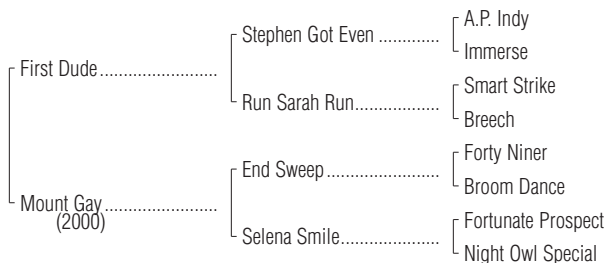 A.P. Indy
Stephen Got Even .............
Immerse
First Dude.........................
Smart Strike
Run Sarah Run..................
Breech
Forty Niner
End Sweep ........................
Broom Dance
Mount Gay ........................
(2000)
Fortunate Prospect
Selena Smile.....................
Night Owl Special